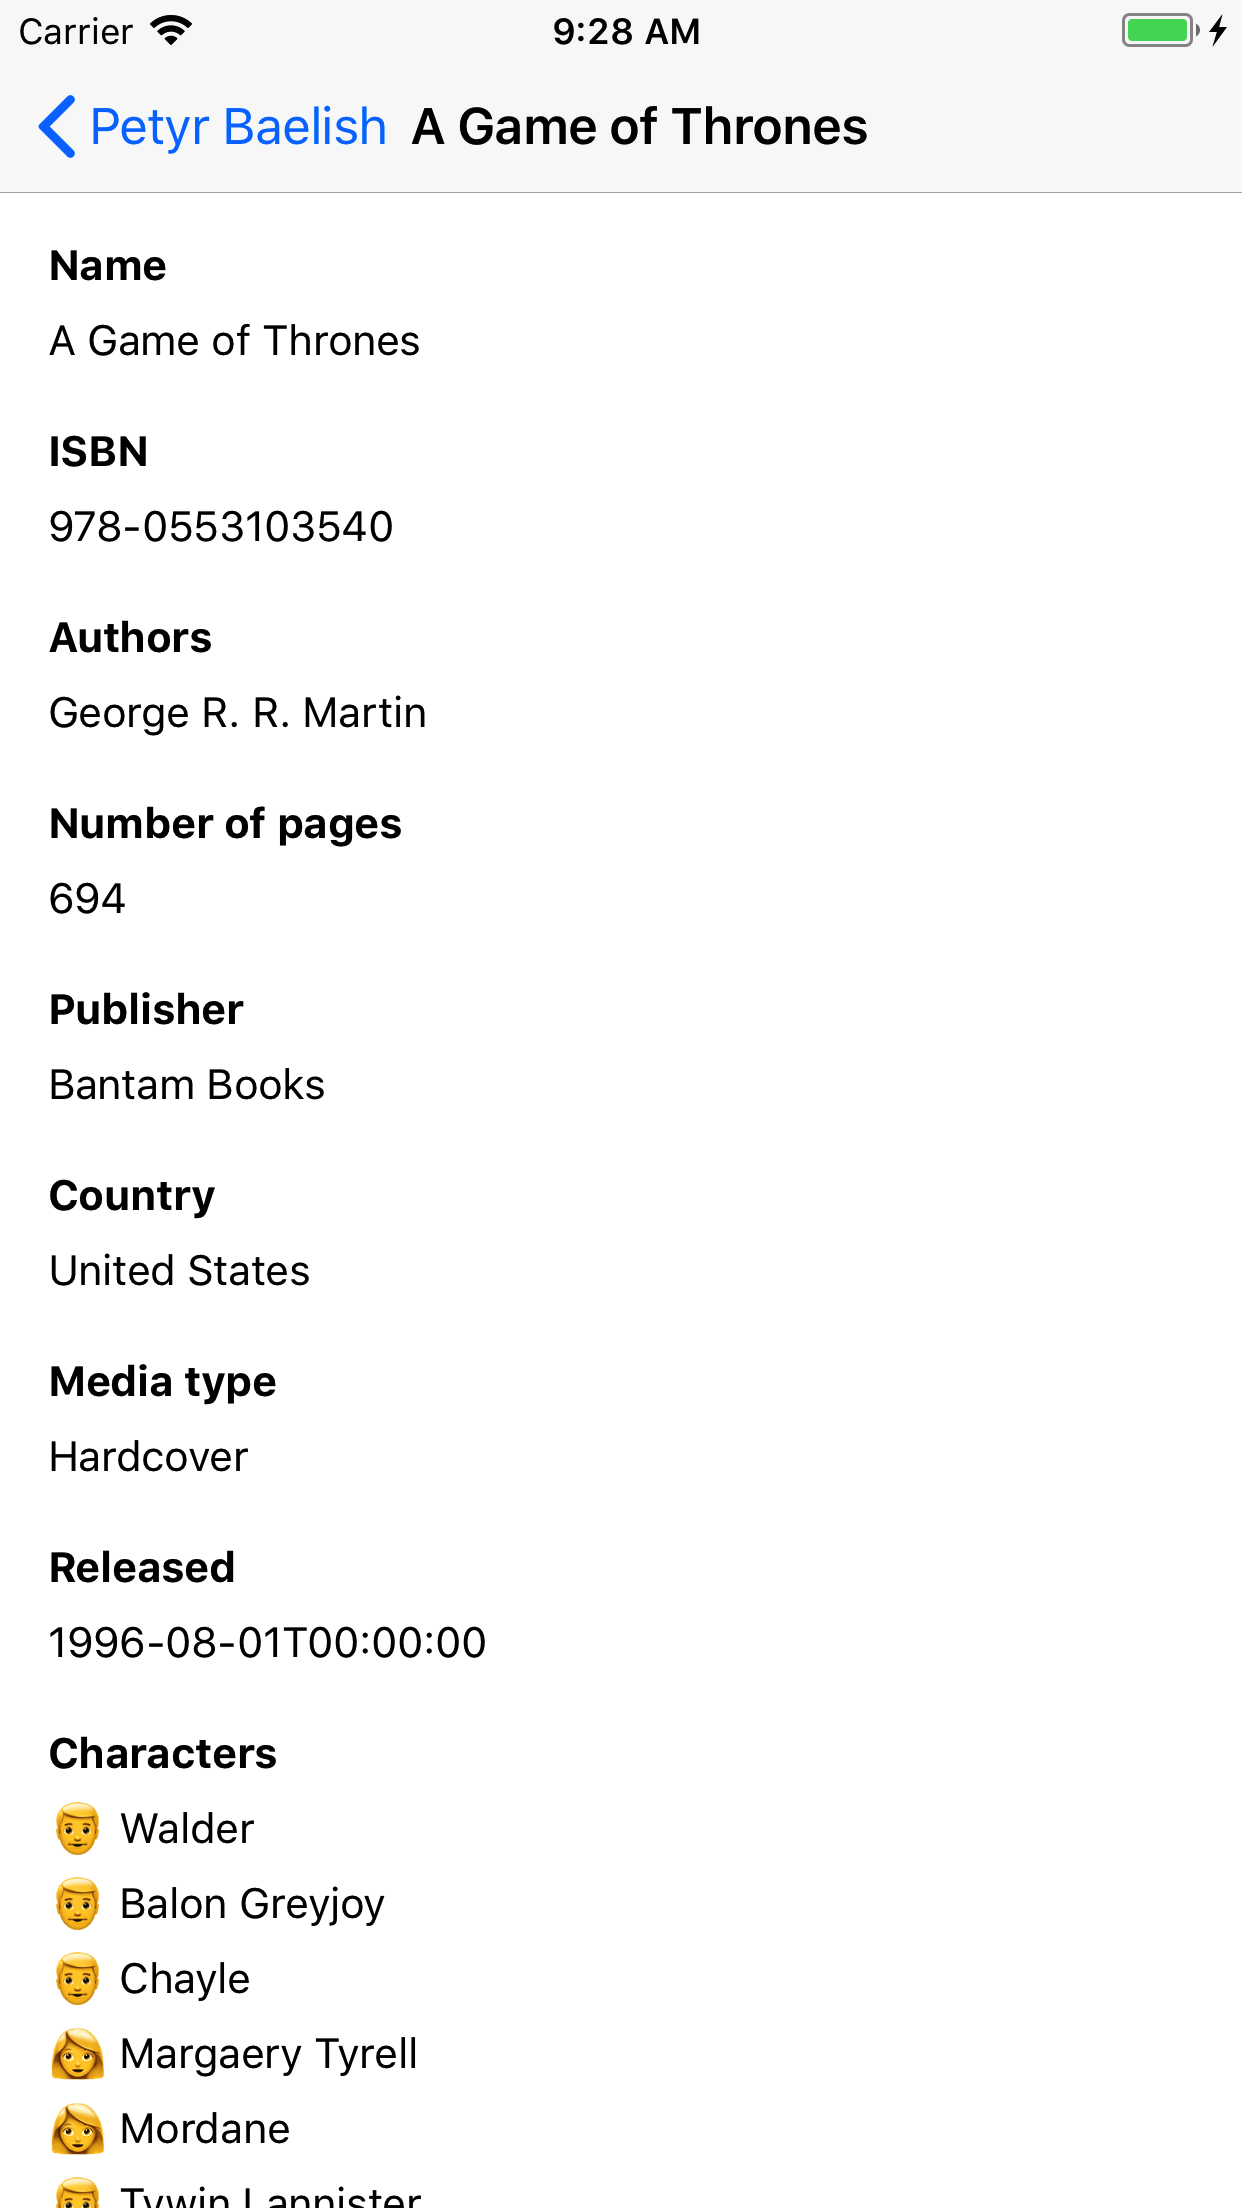 Carrier 9:28 AM
Petyr Baelish A Game of Thrones
Name
A Game of Thrones
ISBN
978-0553103540
Authors
George R. R. Martin
Number of pages
694
Publisher
Bantam Books
Country
United States
Media type
Hardcover
Released
1996-08-01T00:00:00
Characters
Walder
Balon Greyjoy
Chayle
Margaery Tyrell
Mordane
Tywin Lannister